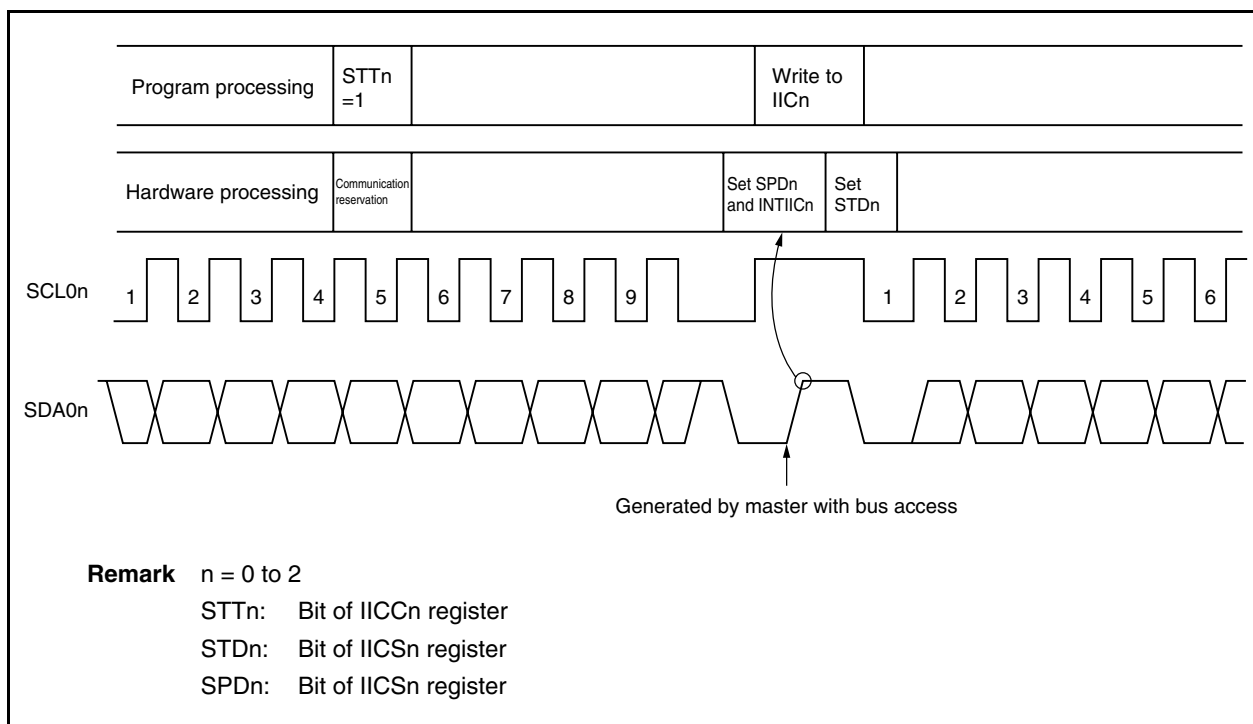 Program processing
STTn
=1
Write to
IICn
Hardware processing
Communication
reservation
Set SPDn
and INTIICn
Set
STDn
SCL0n
1 2 3 4 5 6 7 8 9 1 2 3 4 5 6
SDA0n
Generated by master with bus access
Remark n = 0 to 2
STTn: Bit of IICCn register
STDn: Bit of IICSn register
SPDn: Bit of IICSn register